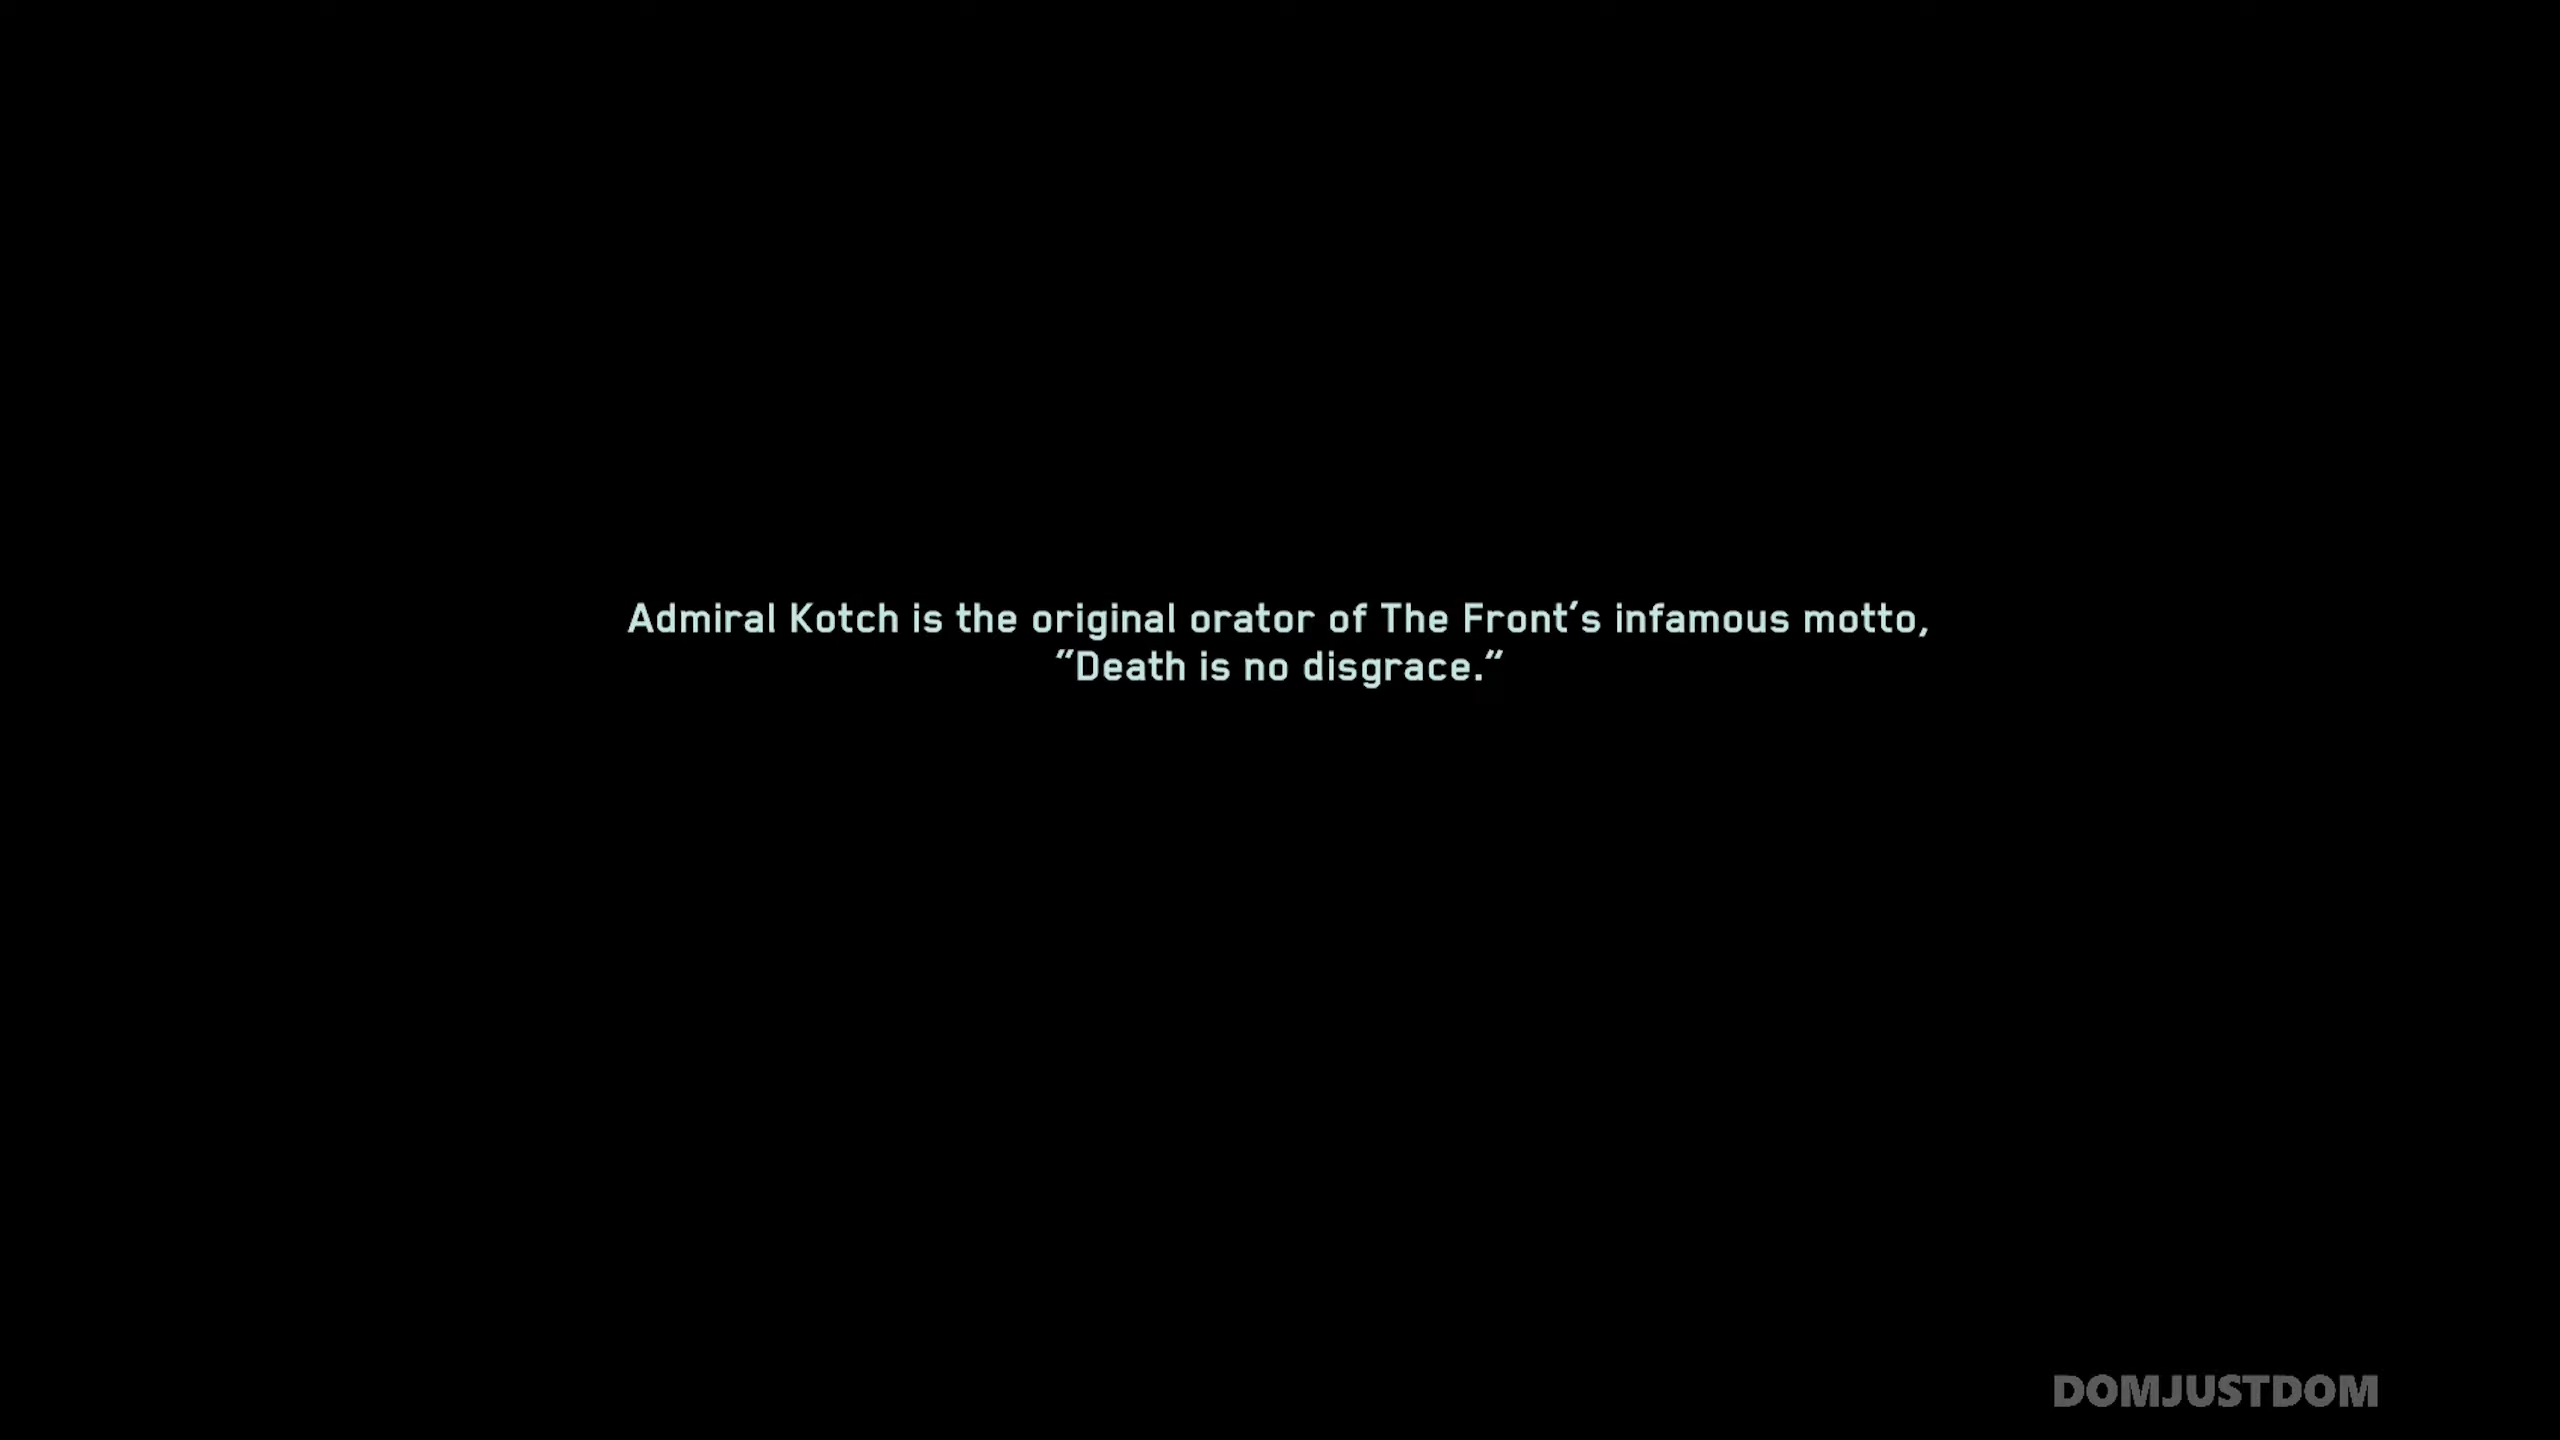 Admiral Kotch is the original orator of The Front's infamous motto,
"Death is no disgrace."
DOMJUSTDOM